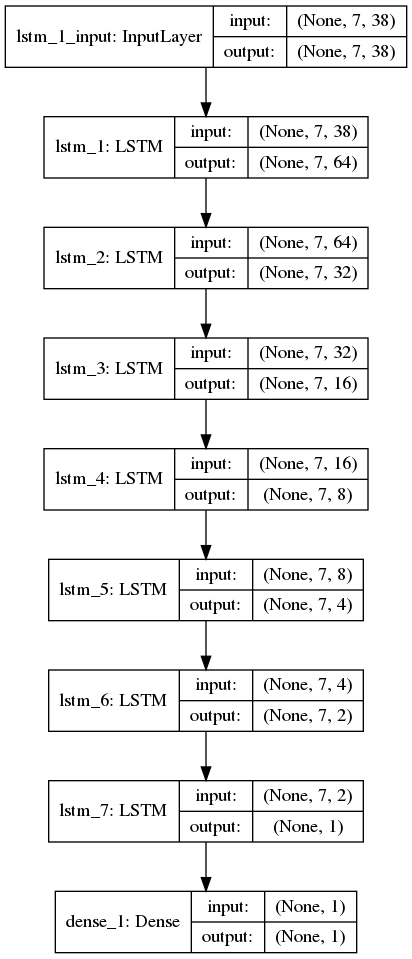 lstm_1_input: InputLayer
input: (None, 7, 38)
output: (None, 7, 38)
lstm_1: LSTM
input: (None, 7, 38)
output: (None, 7, 64)
lstm_2: LSTM
input: (None, 7, 64)
output: (None, 7, 32)
lstm_3: LSTM
input: (None, 7, 32)
output: (None, 7, 16)
lstm_4: LSTM
input: (None, 7, 16)
output: (None, 7, 8)
lstm_5: LSTM
input: (None, 7, 8)
output: (None, 7, 4)
lstm_6: LSTM
input: (None, 7, 4)
output: (None, 7, 2)
lstm_7: LSTM
input: (None, 7, 2)
output: (None, 1)
dense_1: Dense
input: (None, 1)
output: (None, 1)